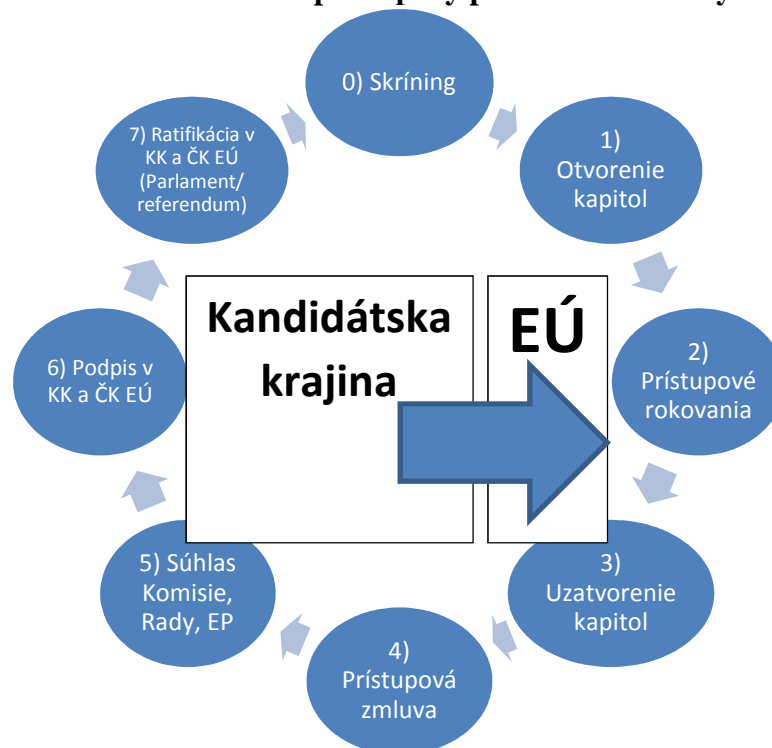 0) Skríning
1)
Otvorenie
kapitol
2)
Prístupové
rokovania
3)
Uzatvorenie
kapitol
4)
Prístupová
zmluva
5) Súhlas
Komisie,
Rady, EP
6) Podpis v
KK a ČK EÚ
7) Ratifikácia v
KK a ČK EÚ
(Parlament/
referendum)
Kandidátska
krajina
EÚ